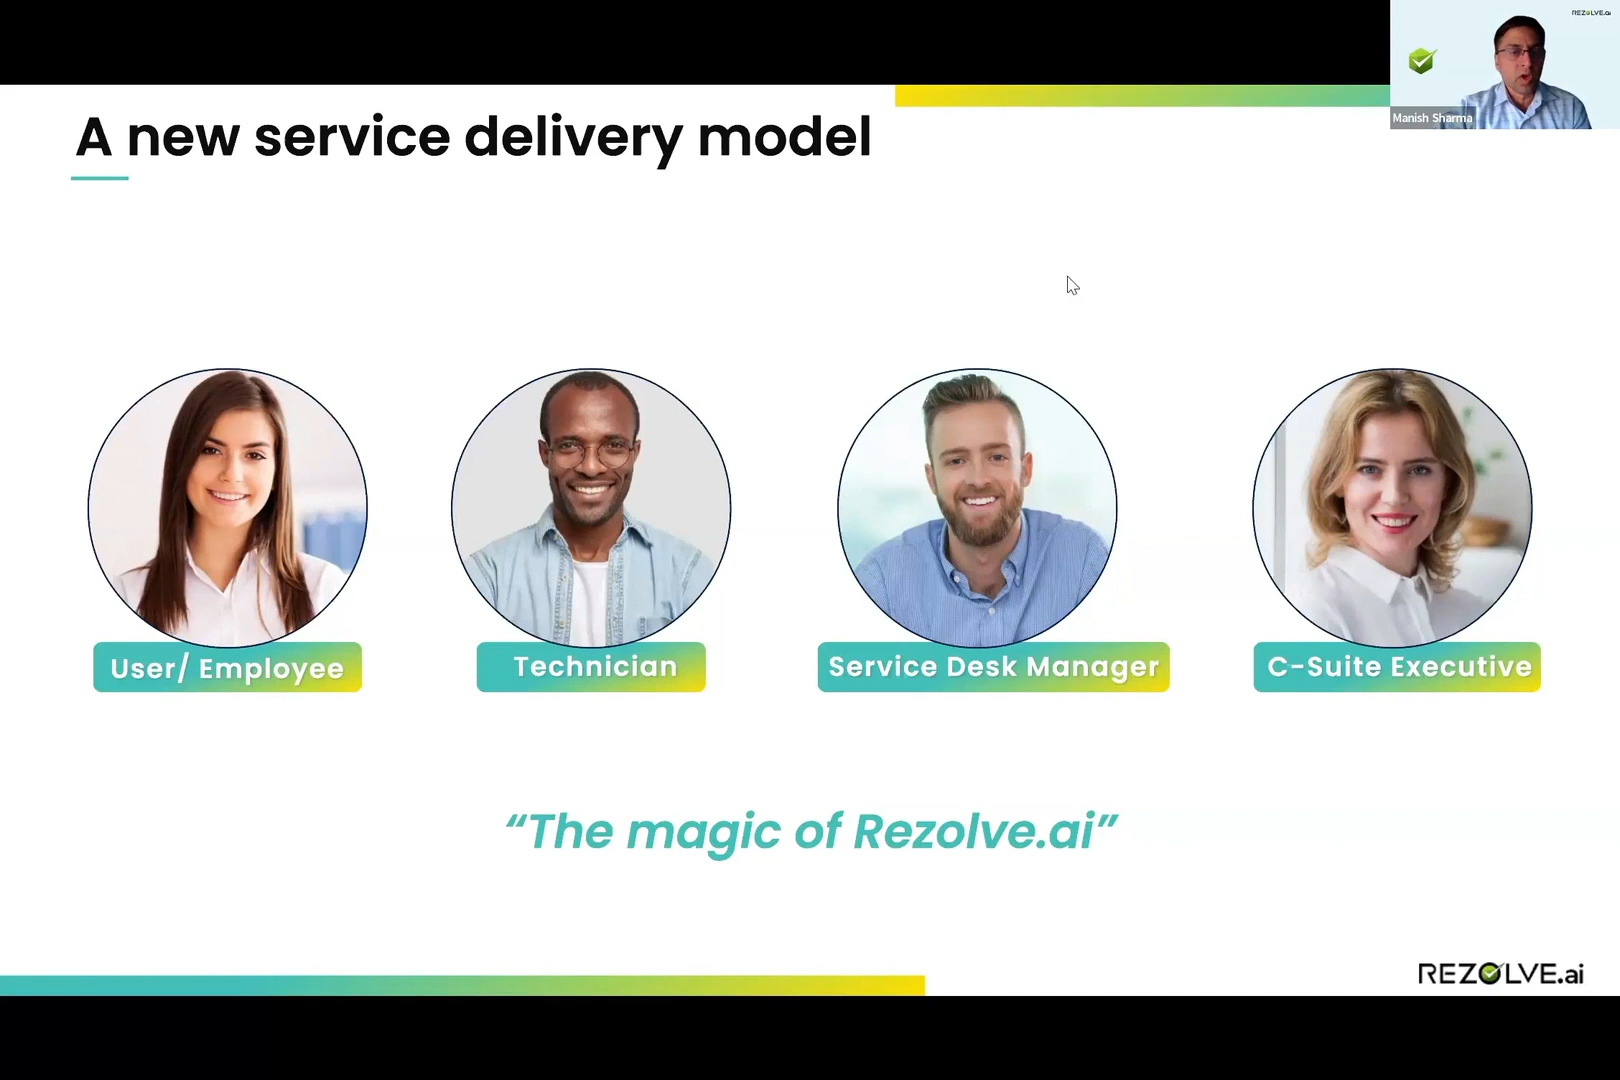 REZOLVE.ai
Manish Sharma
A new service delivery model
User/ Employee
Technician
Service Desk Manager
C-Suite Executive
“The magic of Rezolve.ai”
REZOLVE.ai